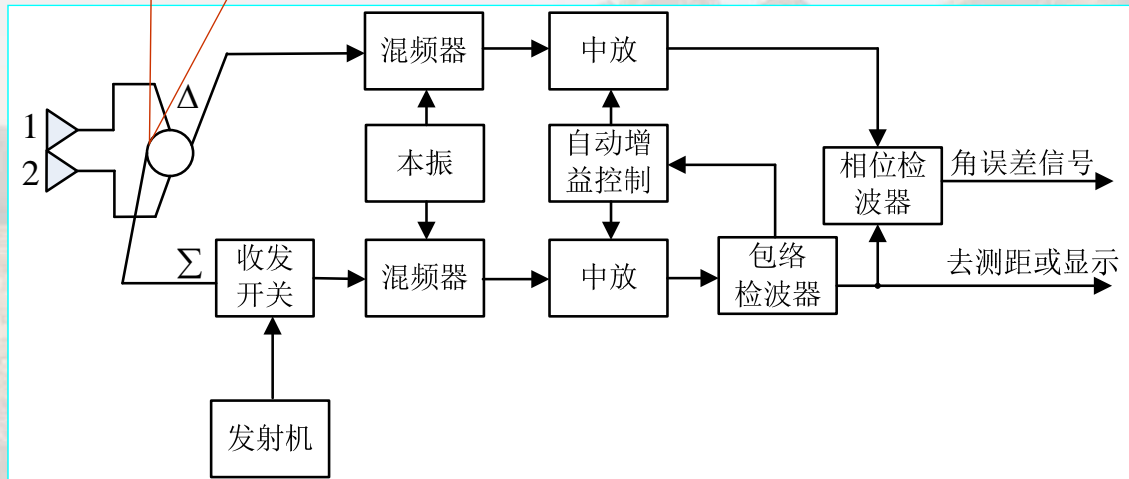 混频器
中放
Δ
1
2
本振
自动增
益控制
相位检
波器
角误差信号
Σ
收发
开关
混频器
中放
包络
检波器
去测距或显示
发射机